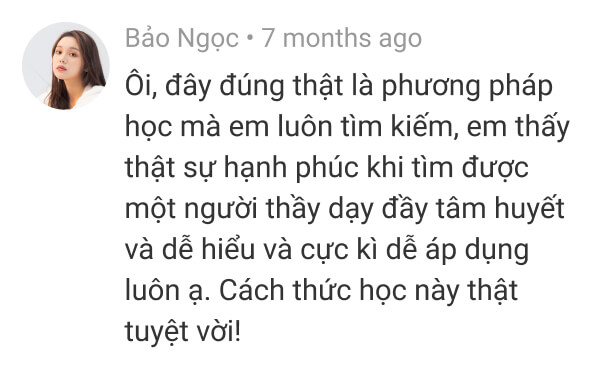 Bảo Ngọc • 7 months ago
Ôi, đây đúng thật là phương pháp
học mà em luôn tìm kiếm, em thấy
thật sự hạnh phúc khi tìm được
một người thầy dạy đầy tâm huyết
và dễ hiểu và cực kì dễ áp dụng
luôn ạ. Cách thức học này thật
tuyệt vời!